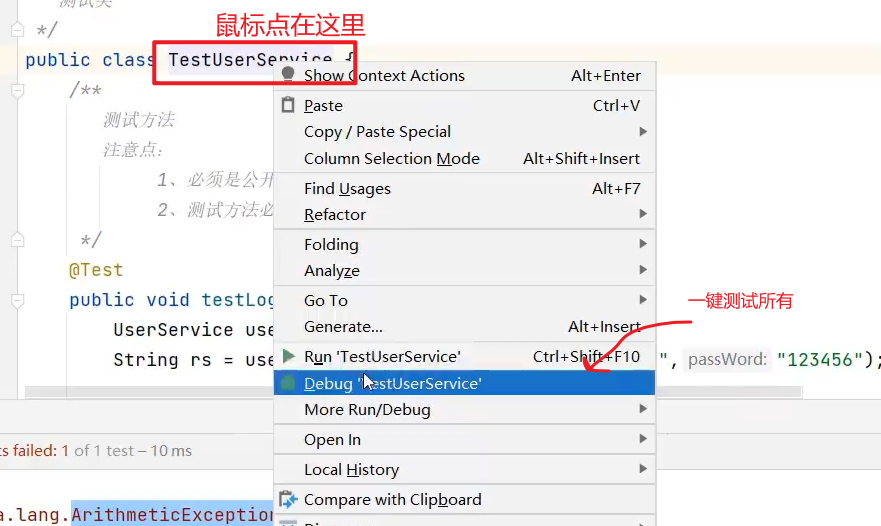 鼠标点在这里
测试类
*/
public class TestUserService {
/**
测试方法
注意点：
1、必须是公开
2、测试方法必
*/
@Test
public void testLog
UserService use
String rs = use ", passWord: "123456");
Show Context Actions Alt+Enter
Paste Ctrl+V
Copy / Paste Special
Column Selection Mode Alt+Shift+Insert
Find Usages Alt+F7
Refactor
Folding
Analyze
Go To
Generate... Alt+Insert
Run 'TestUserService' Ctrl+Shift+F10
Debug 'TestUserService'
More Run/Debug
Open In
Local History
Compare with Clipboard
一键测试所有
ts failed: 1 of 1 test – 10 ms
a.lang.ArithmeticException